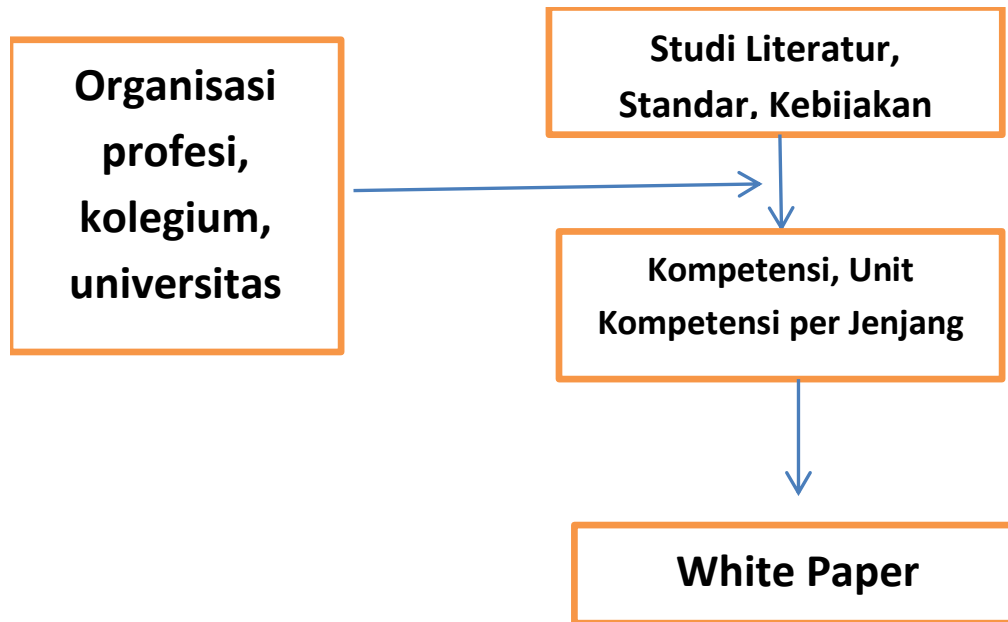 Organisasi
profesi,
kolegium,
universitas
Studi Literatur,
Standar, Kebijakan
Kompetensi, Unit
Kompetensi per Jenjang
White Paper